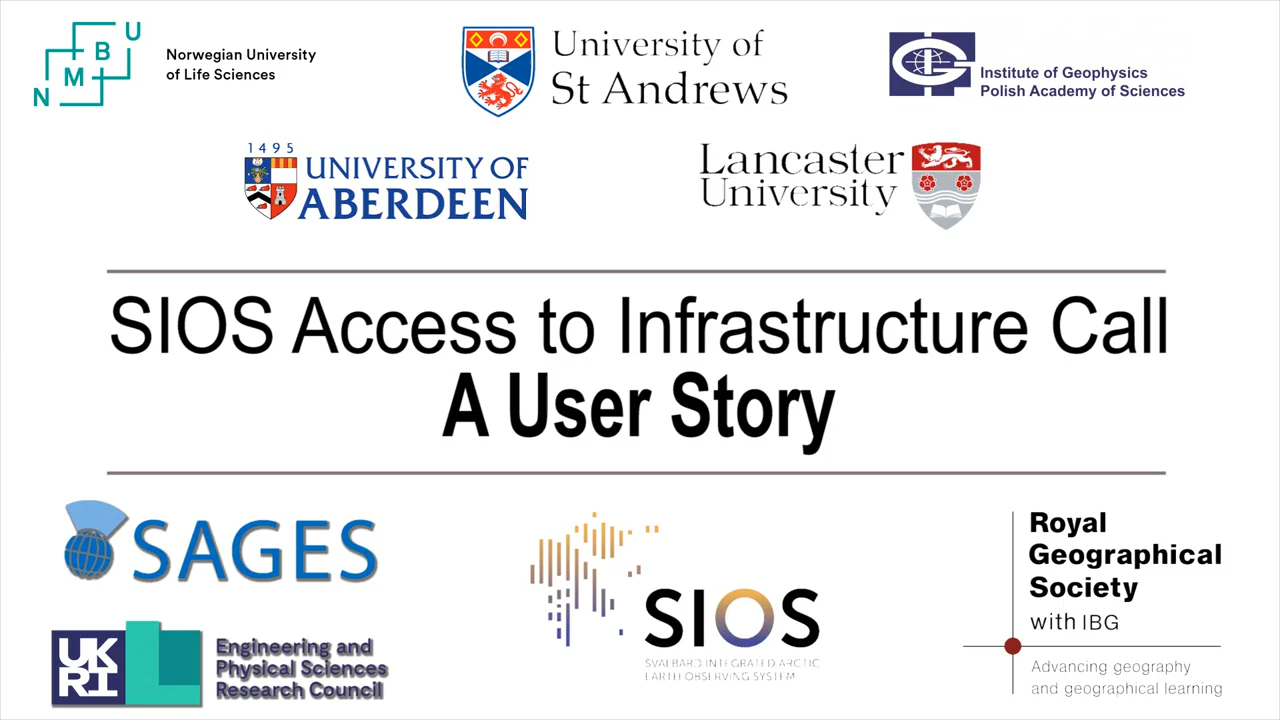 N M B U
Norwegian University
of Life Sciences
University of
St Andrews
IG
Institute of Geophysics
Polish Academy of Sciences
1495
UNIVERSITY OF
ABERDEEN
Lancaster
University
SIOS Access to Infrastructure Call
A User Story
SAGES
UK
RI
Engineering and
Physical Sciences
Research Council
SIOS
SVALBARD INTEGRATED ARCTIC
EARTH OBSERVING SYSTEM
Royal
Geographical
Society
with IBG
Advancing geography
and geographical learning